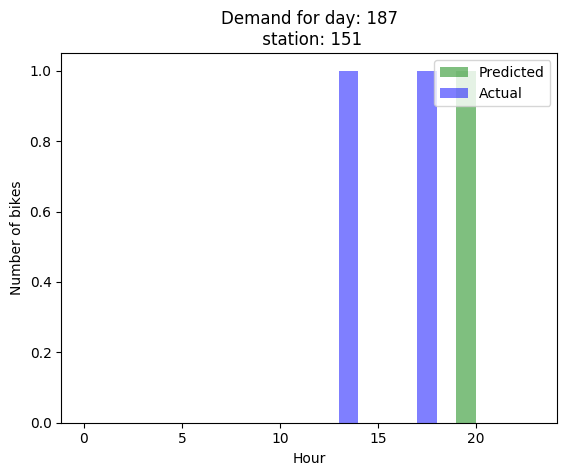 Demand for day: 187
station: 151
Predicted
Actual
Number of bikes
1.0
0.8
0.6
0.4
0.2
0.0
0
5
10
15
20
Hour